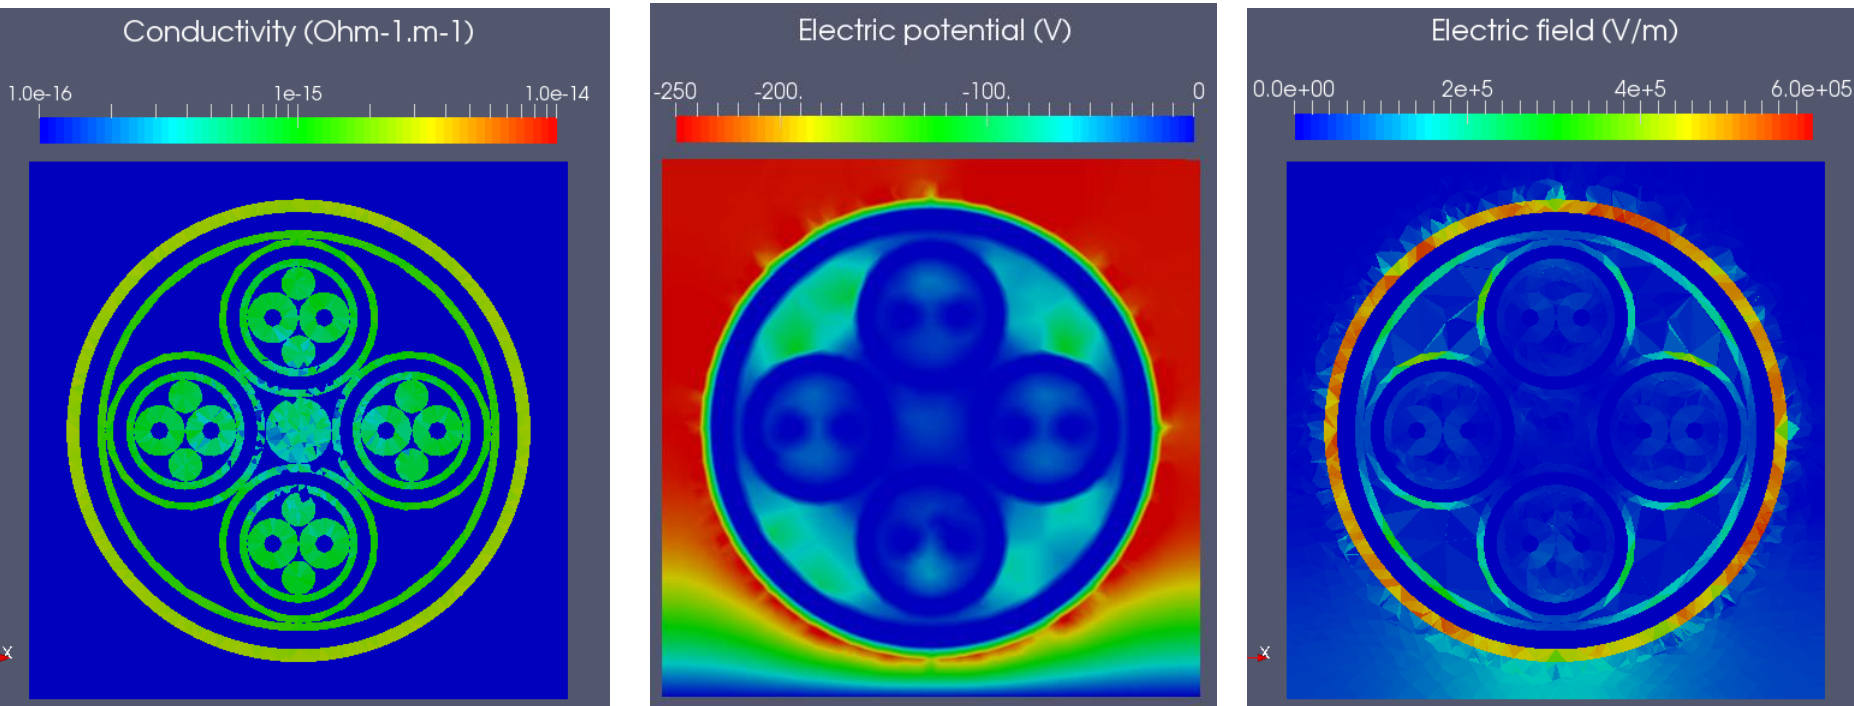 Conductivity (Ohm-1.m-1)
1.0e-16 1e-15 1.0e-14
X
Electric potential (V)
-250 -200. -100. 0
Electric field (V/m)
0.0e+00 2e+5 4e+5 6.0e+05
X